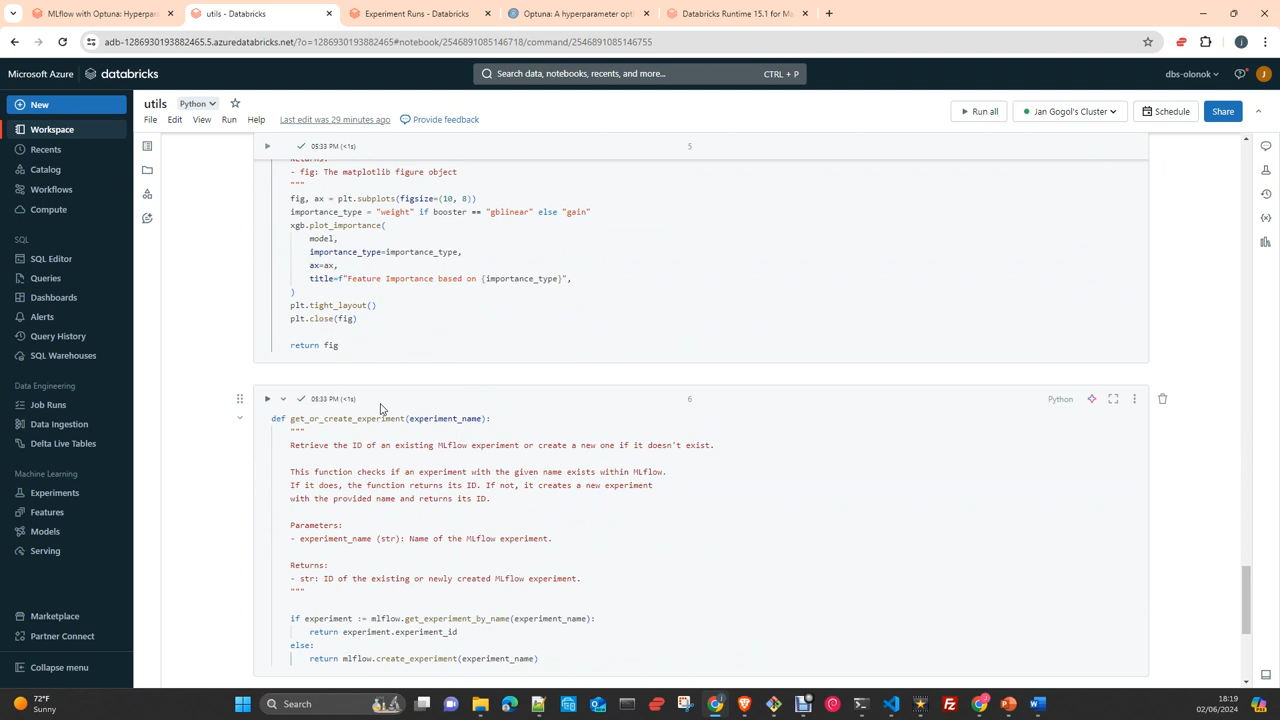 MLflow with Optuna: Hyperpar
utils - Databricks
Experiment Runs - Databricks
Optuna: A hyperparameter opti
Databricks Runtime 15.1 for Ma
adb-1286930193882465.5.azuredatabricks.net/?o=1286930193882465#notebook/2546891085146718/command/2546891085146755
Microsoft Azure
databricks
Search data, notebooks, recents, and more...
CTRL + P
dbs-olonok
J
New
Workspace
Recents
Catalog
Workflows
Compute
SQL
SQL Editor
Queries
Dashboards
Alerts
Query History
SQL Warehouses
Data Engineering
Job Runs
Data Ingestion
Delta Live Tables
Machine Learning
Experiments
Features
Models
Serving
Marketplace
Partner Connect
Collapse menu
utils
Python
File Edit View Run Help
Last edit was 29 minutes ago
Provide feedback
Run all
Jan Gogol's Cluster
Schedule
Share
05:33 PM (<1s)
5
Returns:
- fig: The matplotlib figure object
"""
fig, ax = plt.subplots(figsize=(10, 8))
importance_type = "weight" if booster == "gblinear" else "gain"
xgb.plot_importance(
model,
importance_type=importance_type,
ax=ax,
title=f"Feature Importance based on {importance_type}",
)
plt.tight_layout()
plt.close(fig)
return fig
05:33 PM (<1s)
6
Python
def get_or_create_experiment(experiment_name):
"""
Retrieve the ID of an existing MLflow experiment or create a new one if it doesn't exist.
This function checks if an experiment with the given name exists within MLflow.
If it does, the function returns its ID. If not, it creates a new experiment
with the provided name and returns its ID.
Parameters:
- experiment_name (str): Name of the MLflow experiment.
Returns:
- str: ID of the existing or newly created MLflow experiment.
"""
if experiment := mlflow.get_experiment_by_name(experiment_name):
return experiment.experiment_id
else:
return mlflow.create_experiment(experiment_name)
72°F
Sunny
Search
18:19
02/06/2024